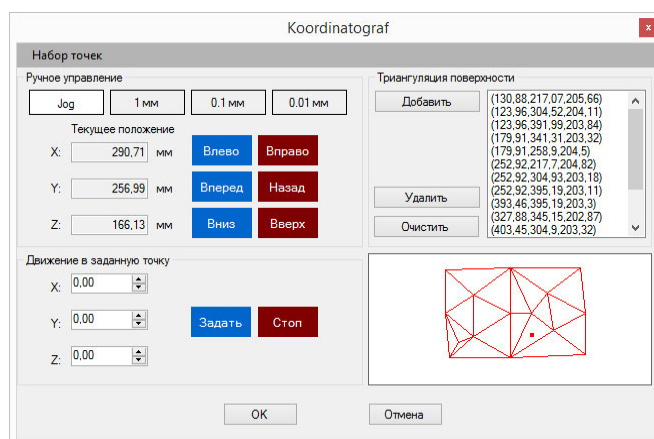 Koordinatograf
x
Набор точек
Ручное управление
Jog
1 мм
0.1 мм
0.01 мм
Текущее положение
X: 290,71 мм
Влево
Вправо
Y: 256,99 мм
Вперед
Назад
Z: 166,13 мм
Вниз
Вверх
Триангуляция поверхности
Добавить
Удалить
Очистить
(130,88,217,07,205,66)
(123,96,304,52,204,11)
(123,96,391,99,203,84)
(179,91,341,31,203,32)
(179,91,258,9,204,5)
(252,92,217,7,204,82)
(252,92,304,93,203,18)
(252,92,395,19,203,11)
(393,46,395,19,203,3)
(327,88,345,15,202,87)
(403,45,304,9,203,32)
Движение в заданную точку
X: 0,00
Y: 0,00
Z: 0,00
Задать
Стоп
OK
Отмена